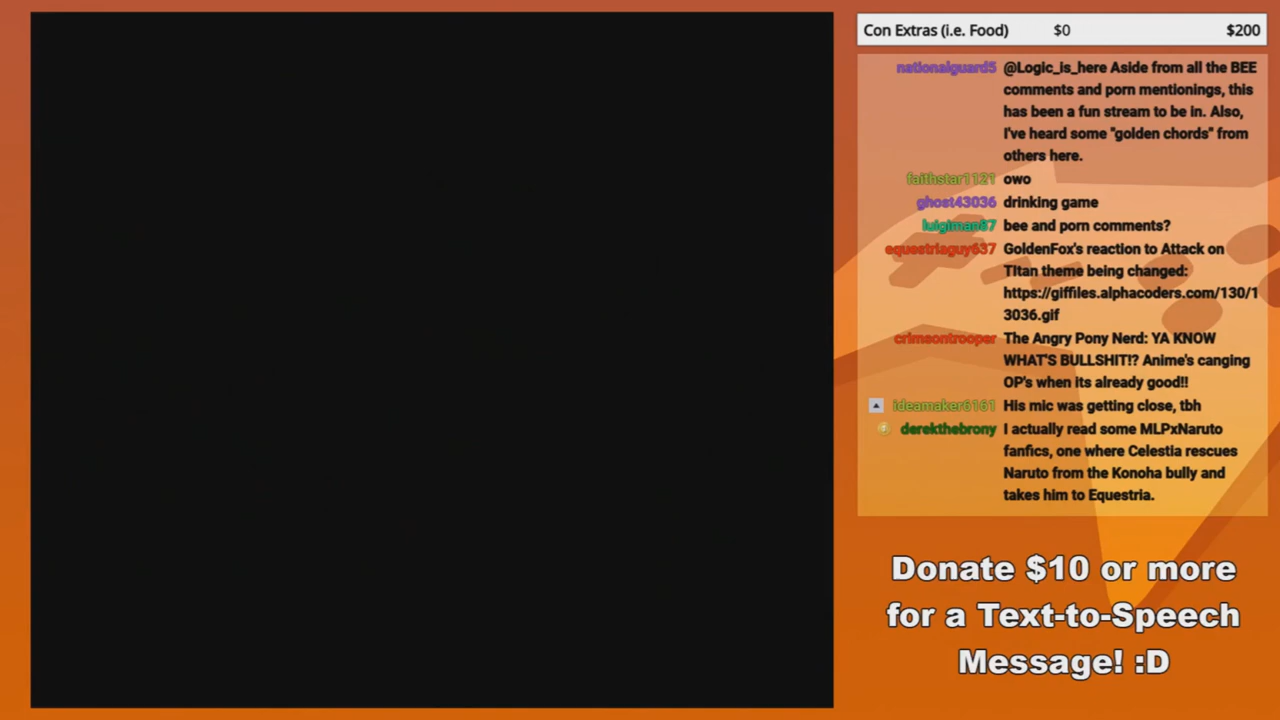 Con Extras (i.e. Food) $0 $200
nationalguard5 @Logic_is_here Aside from all the BEE
comments and porn mentionings, this
has been a fun stream to be in. Also,
I've heard some "golden chords" from
others here.
faithstar1121 owo
ghost43036 drinking game
luigiman87 bee and porn comments?
equestriaguy637 GoldenFox's reaction to Attack on
TItan theme being changed:
https://giffiles.alphacoders.com/130/1
3036.gif
crimsontrooper The Angry Pony Nerd: YA KNOW
WHAT'S BULLSHIT!? Anime's canging
OP's when its already good!!
ideamaker6161 His mic was getting close, tbh
derekthebrony I actually read some MLPxNaruto
fanfics, one where Celestia rescues
Naruto from the Konoha bully and
takes him to Equestria.
Donate $10 or more
for a Text-to-Speech
Message! :D